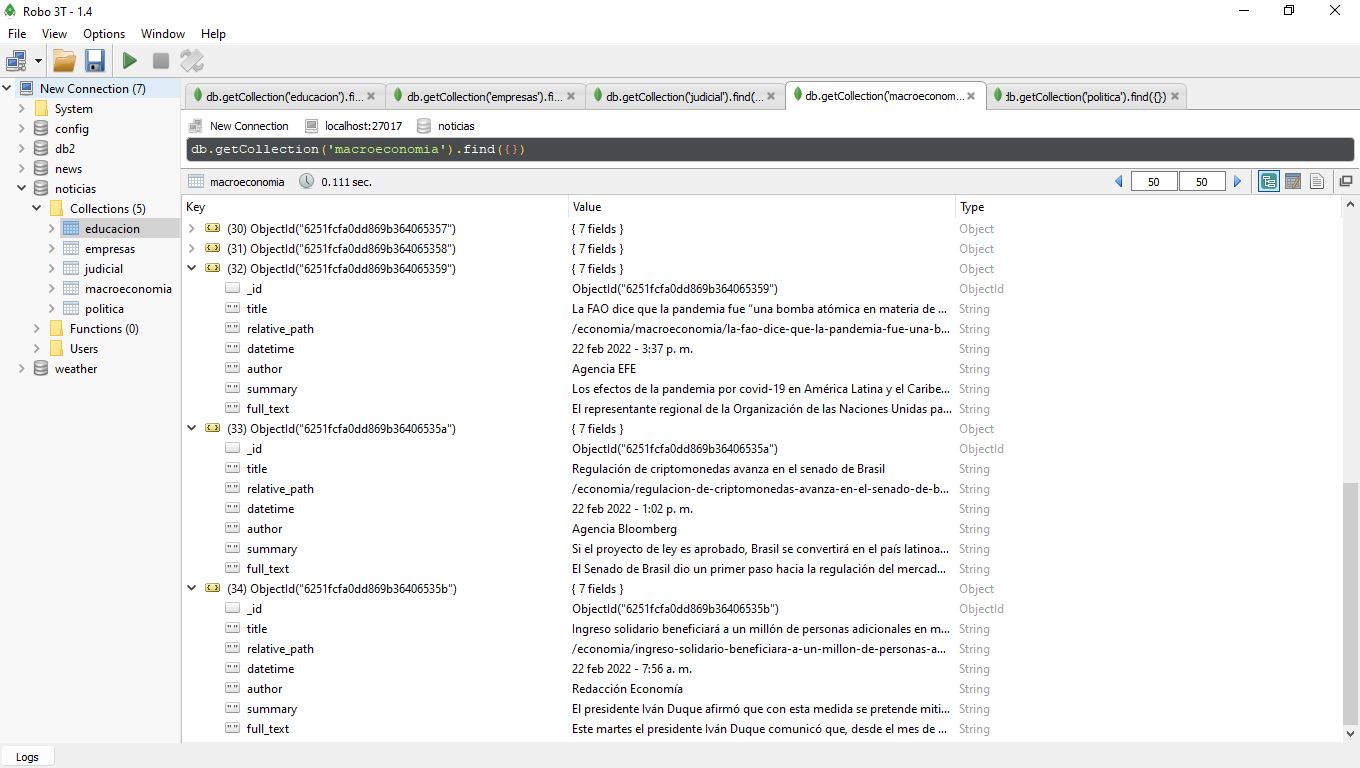 Robo 3T - 1.4
File View Options Window Help
New Connection (7)
System
config
db2
news
noticias
Collections (5)
educacion
empresas
judicial
macroeconomia
politica
Functions (0)
Users
weather
db.getCollection('educacion').fi... db.getCollection('empresas').fi... db.getCollection('judicial').find(... db.getCollection('macroeconom... db.getCollection('politica').find({})
New Connection localhost:27017 noticias
db.getCollection('macroeconomia').find({})
macroeconomia 0.111 sec. 50 50
Key Value Type
(30) ObjectId("6251fcfa0dd869b364065357") { 7 fields } Object
(31) ObjectId("6251fcfa0dd869b364065358") { 7 fields } Object
(32) ObjectId("6251fcfa0dd869b364065359") { 7 fields } Object
_id ObjectId("6251fcfa0dd869b364065359") ObjectId
title La FAO dice que la pandemia fue “una bomba atómica en materia de ... String
relative_path /economia/macroeconomia/la-fao-dice-que-la-pandemia-fue-una-b... String
datetime 22 feb 2022 - 3:37 p. m. String
author Agencia EFE String
summary Los efectos de la pandemia por covid-19 en América Latina y el Caribe... String
full_text El representante regional de la Organización de las Naciones Unidas pa... String
(33) ObjectId("6251fcfa0dd869b36406535a") { 7 fields } Object
_id ObjectId("6251fcfa0dd869b36406535a") ObjectId
title Regulación de criptomonedas avanza en el senado de Brasil String
relative_path /economia/regulacion-de-criptomonedas-avanza-en-el-senado-de-b... String
datetime 22 feb 2022 - 1:02 p. m. String
author Agencia Bloomberg String
summary Si el proyecto de ley es aprobado, Brasil se convertirá en el país latinoa... String
full_text El Senado de Brasil dio un primer paso hacia la regulación del mercad... String
(34) ObjectId("6251fcfa0dd869b36406535b") { 7 fields } Object
_id ObjectId("6251fcfa0dd869b36406535b") ObjectId
title Ingreso solidario beneficiará a un millón de personas adicionales en m... String
relative_path /economia/ingreso-solidario-beneficiara-a-un-millon-de-personas-a... String
datetime 22 feb 2022 - 7:56 a. m. String
author Redacción Economía String
summary El presidente Iván Duque afirmó que con esta medida se pretende miti... String
full_text Este martes el presidente Iván Duque comunicó que, desde el mes de ... String
Logs